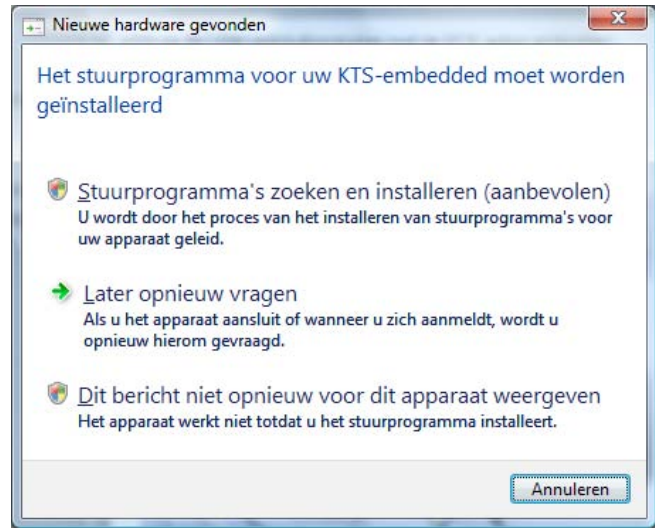 Nieuwe hardware gevonden
Het stuurprogramma voor uw KTS-embedded moet worden
geïnstalleerd
Stuurprogramma's zoeken en installeren (aanbevolen)
U wordt door het proces van het installeren van stuurprogramma's voor
uw apparaat geleid.
Later opnieuw vragen
Als u het apparaat aansluit of wanneer u zich aanmeldt, wordt u
opnieuw hierom gevraagd.
Dit bericht niet opnieuw voor dit apparaat weergeven
Het apparaat werkt niet totdat u het stuurprogramma installeert.
Annuleren